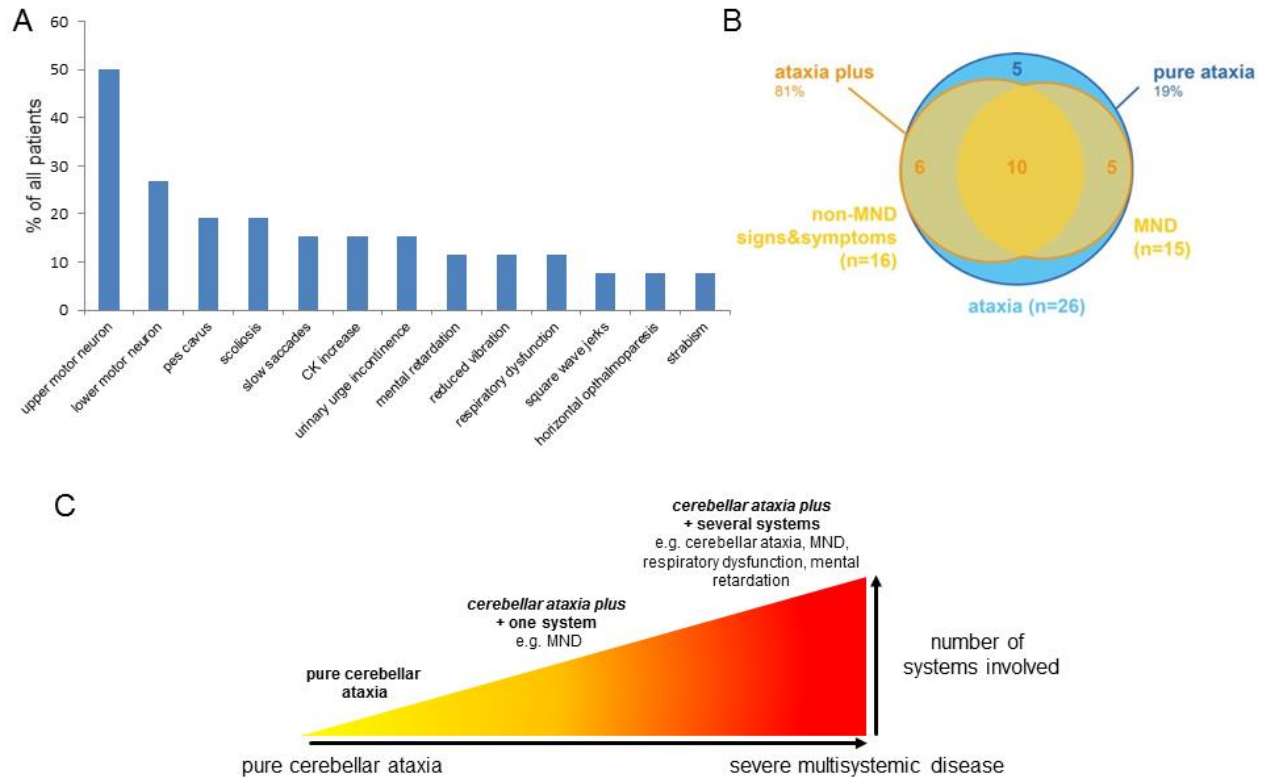 A
% of all patients
60
50
40
30
20
10
0
upper motor neuron
lower motor neuron
pes cavus
scoliosis
slow saccades
CK increase
urinary urge incontinence
mental retardation
reduced vibration
respiratory dysfunction
square wave jerks
horizontal opthalmoparesis
strabism
B
ataxia plus
81%
5
pure ataxia
19%
6
10
5
non-MND
signs&symptoms
(n=16)
MND
(n=15)
ataxia (n=26)
C
cerebellar ataxia plus
+ several systems
e.g. cerebellar ataxia, MND,
respiratory dysfunction, mental
retardation
cerebellar ataxia plus
+ one system
e.g. MND
pure cerebellar
ataxia
number of
systems involved
pure cerebellar ataxia
severe multisystemic disease